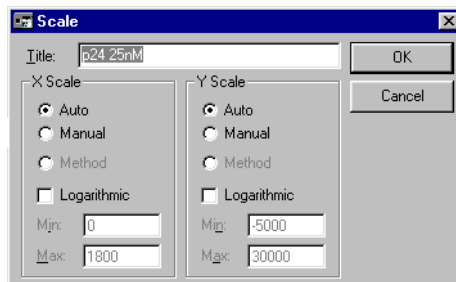 Scale
Title: p24 25nM
OK
Cancel
X Scale
Auto
Manual
Method
Logarithmic
Min: 0
Max: 1800
Y Scale
Auto
Manual
Method
Logarithmic
Min: -5000
Max: 30000